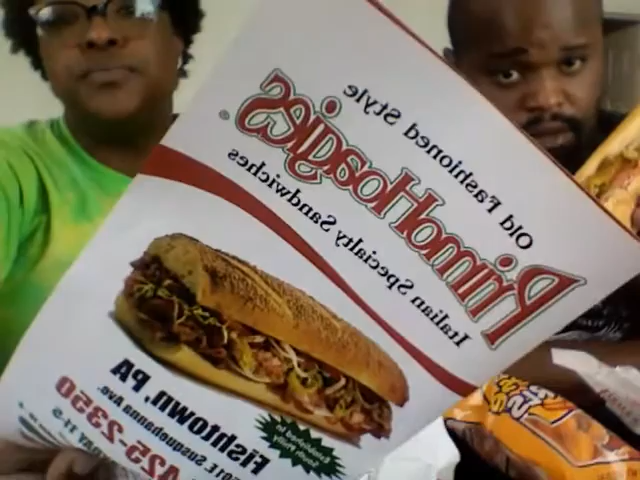 Old Fashioned Style
PrimoHoagies®
Italian Specialty Sandwiches
Fishtown, PA
Susquehanna Ave.
425-2350